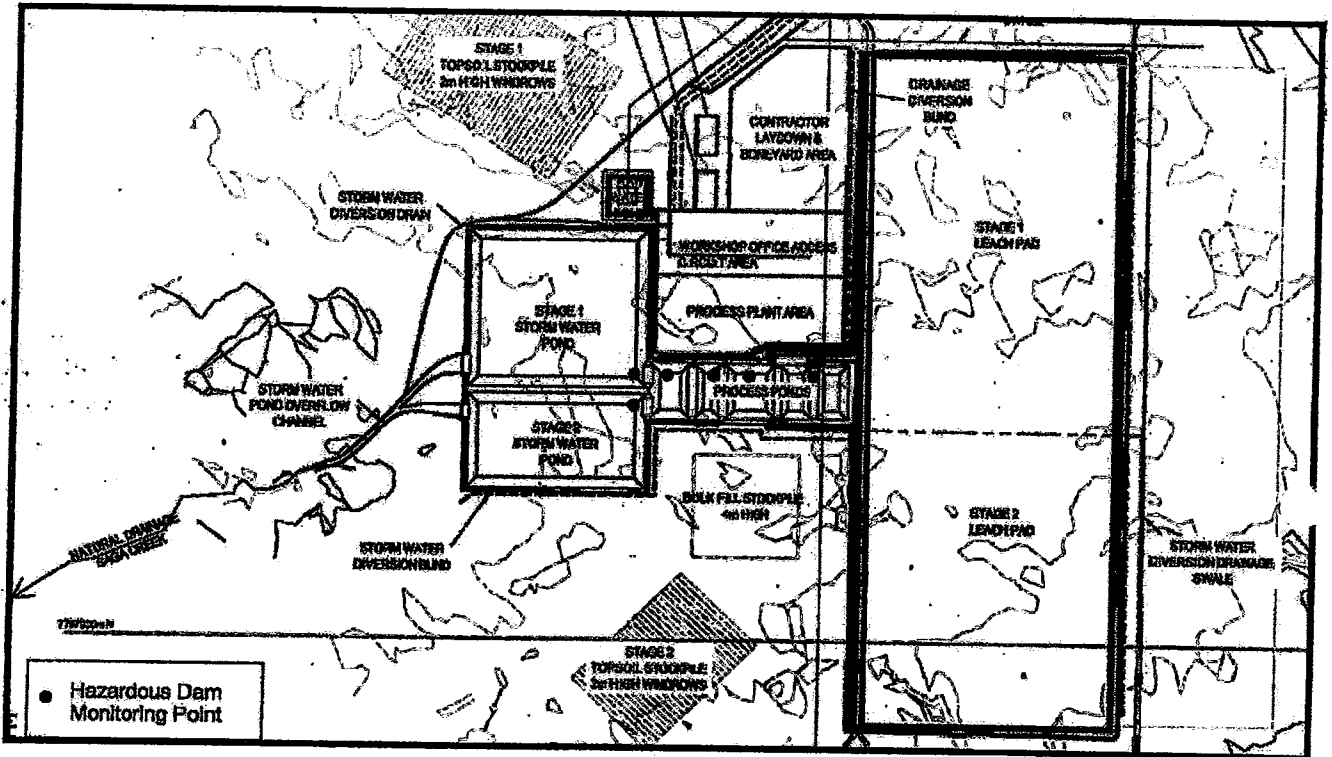 STAGE 1
TOPSOIL STOCKPILE
2m HIGH WINDROWS
DRAINAGE
DIVERSION
BUND
CONTRACTOR
LAYDOWN &
BONEYARD AREA
STORM WATER
DIVERSION DRAIN
STAGE 1
LEACH PAD
WORKSHOP OFFICE ACCESS
AREA
STAGE 1
STORM WATER
POND
PROCESS PLANT AREA
STORM WATER
POND OVERFLOW
CHANNEL
PROCESS PONDS
STAGE 2
STORM WATER
POND
BULK FILL STOCKPILE
4m HIGH
STAGE 2
LEACH PAD
NATURAL DRAINAGE
CREEK
STORM WATER
DIVERSION BUND
STORM WATER
DIVERSION DRAINAGE
SWALE
STAGE 2
TOPSOIL STOCKPILE
2m HIGH WINDROWS
Hazardous Dam
Monitoring Point